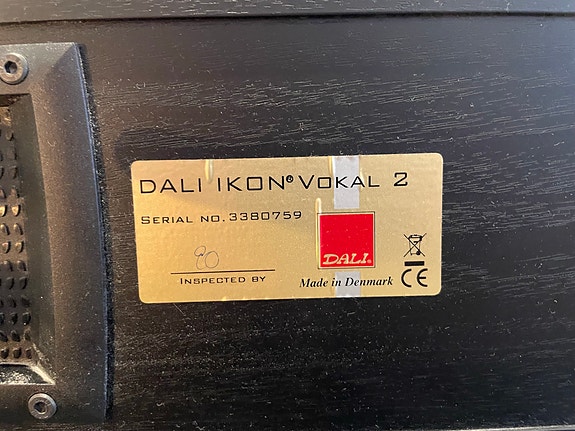 DALI IKON® VOKAL 2
SERIAL NO. 3380759
DALI®
INSPECTED BY
Made in Denmark CE